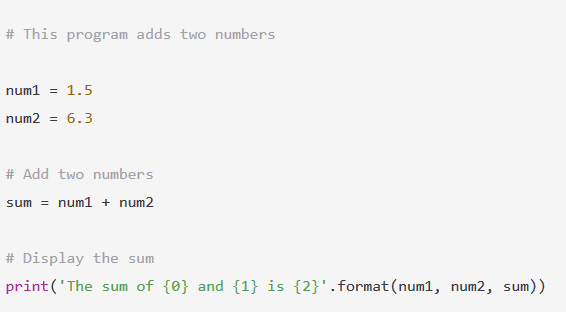 # This program adds two numbers
num1 = 1.5
num2 = 6.3
# Add two numbers
sum = num1 + num2
# Display the sum
print('The sum of {0} and {1} is {2}'.format(num1, num2, sum))